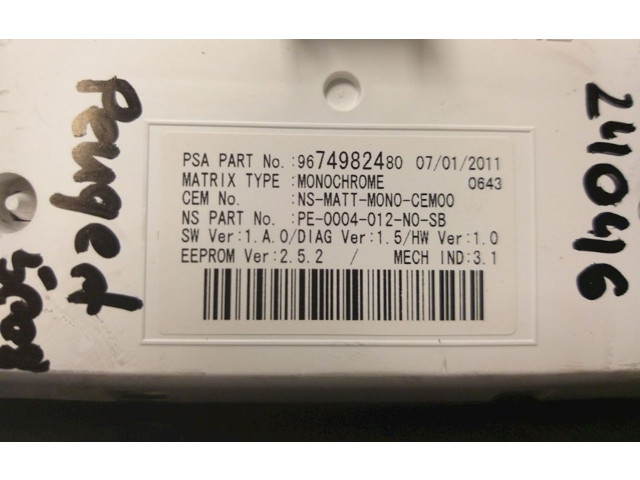 PSA PART No.:9674982480 07/01/2011
MATRIX TYPE :MONOCHROME 0643
CEM No. :NS-MATT-MONO-CEM00
NS PART No. :PE-0004-012-NO-SB
SW Ver:1.A.0/DIAG Ver:1.5/HW Ver:1.0
EEPROM Ver:2.5.2 / MECH IND:3.1
Peugeot